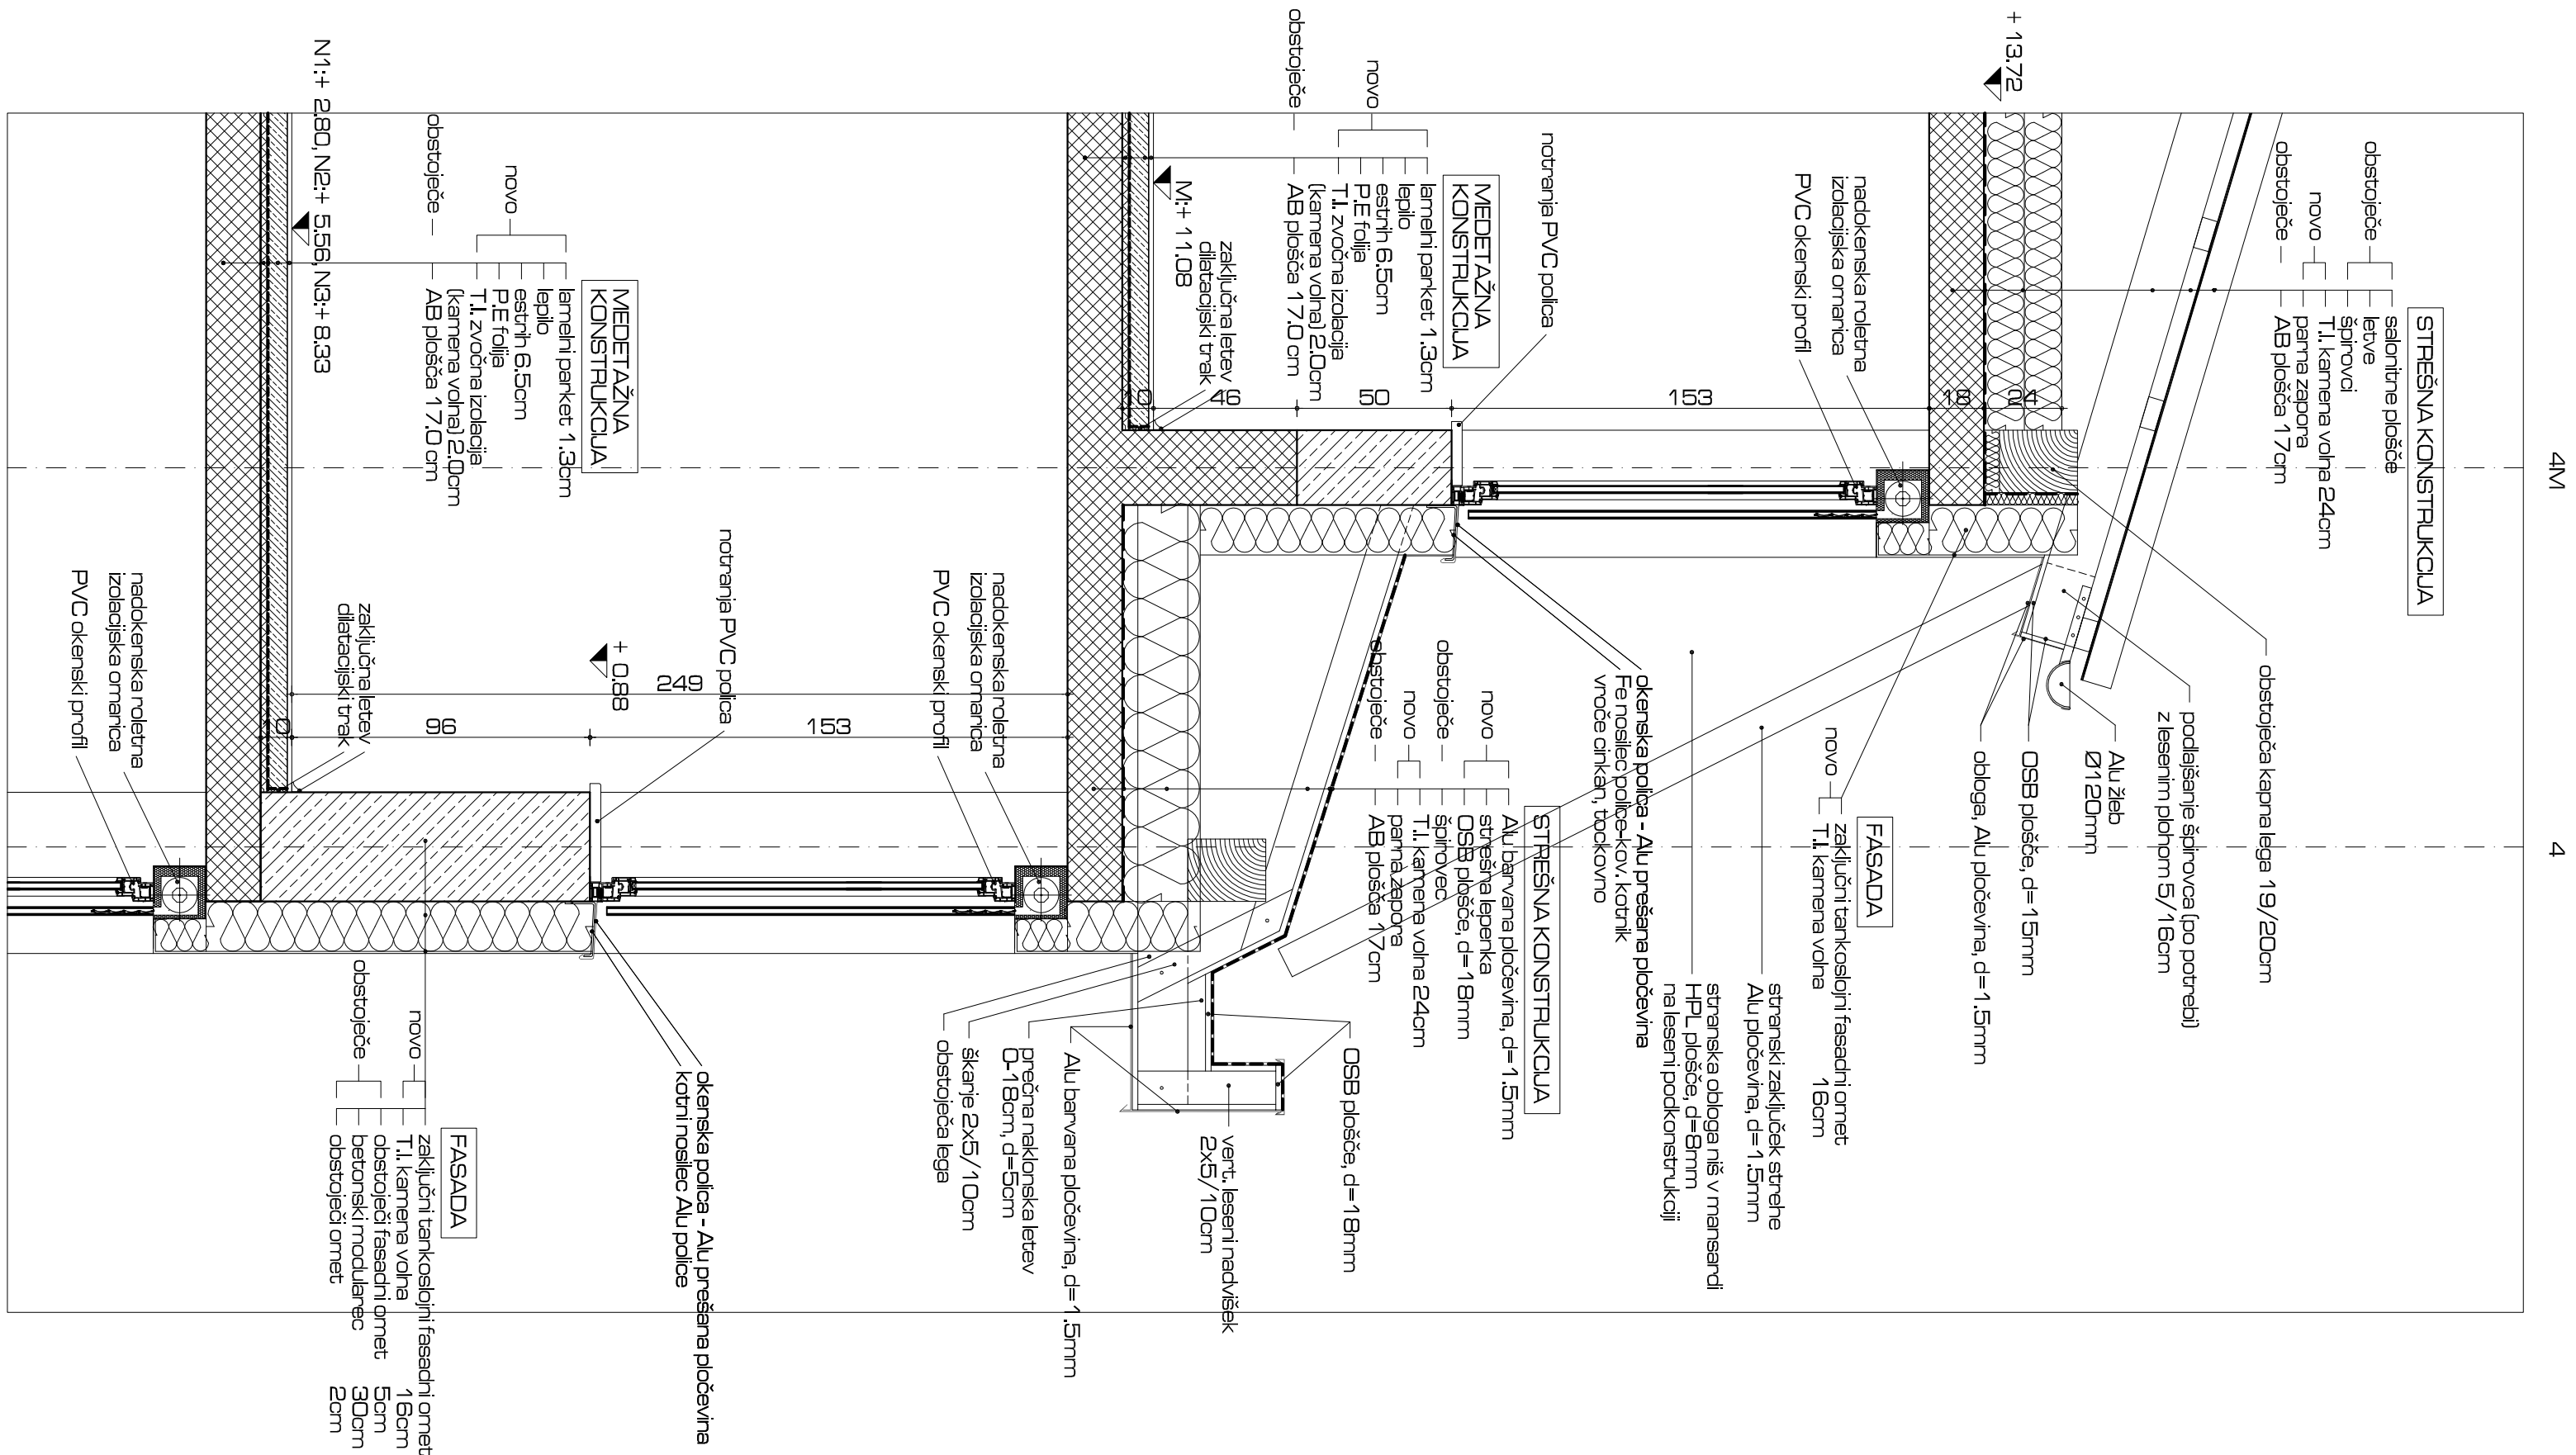 4M
4
+ 13.72
STREŠNA KONSTRUKCIJA
obstoječe
salonitne plošče
letve
špirovci
novo
T.I. kamena volna 24cm
parna zapora
obstoječe
AB plošča 17cm
obstoječa kapna lega 19/20cm
podlajšanje špirovca (po potrebi)
z lesenim plohom 5/16cm
Alu žleb
Ø120mm
OSB plošče, d=15mm
obloga, Alu pločevina, d=1.5mm
nadokenska roletna
izolacijska omarica
PVC okenski profil
24
18
153
50
46
FASADA
novo
zaključni tankoslojni fasadni omet
T.I. kamena volna 16cm
stranski zaključek strehe
Alu pločevina, d=1.5mm
stranska obloga niš v mansardi
HPL plošče, d=8mm
na leseni podkonstrukciji
okenska polica - Alu prešana pločevina
Fe nosilec police-kov. kotnik
vroče cinkan, točkovno
notranja PVC polica
MEDETAŽNA
KONSTRUKCIJA
novo
lamelni parket 1.3cm
lepilo
estrih 6.5cm
P.E folija
T.I. zvočna izolacija
(kamena volna) 2.0cm
obstoječe
AB plošča 17.0 cm
zaključna letev
dilatacijski trak
M:+ 11.08
STREŠNA KONSTRUKCIJA
novo
Alu barvana pločevina, d=1.5mm
strešna lepenka
OSB plošče, d=18mm
obstoječe
špirovec
novo
T.I. kamena volna 24cm
parna zapora
obstoječe
AB plošča 17cm
OSB plošče, d=18mm
vert. leseni nadvišek
2x5/10cm
Alu barvana pločevina, d=1.5mm
prečna naklonska letev
0-18cm, d=5cm
škarje 2x5/10cm
obstoječa lega
nadokenska roletna
izolacijska omarica
PVC okenski profil
notranja PVC polica
okenska polica - Alu prešana pločevina
kotni nosilec Alu police
249
153
96
+ 0.88
MEDETAŽNA
KONSTRUKCIJA
novo
lamelni parket 1.3cm
lepilo
estrih 6.5cm
P.E folija
T.I. zvočna izolacija
(kamena volna) 2.0cm
obstoječe
AB plošča 17.0 cm
N1:+ 2.80, N2:+ 5.56, N3:+ 8.33
zaključna letev
dilatacijski trak
nadokenska roletna
izolacijska omarica
PVC okenski profil
FASADA
novo
zaključni tankoslojni fasadni omet
T.I. kamena volna 16cm
obstoječe
obstoječi fasadni omet 5cm
betonski modularec 30cm
obstoječi omet 2cm